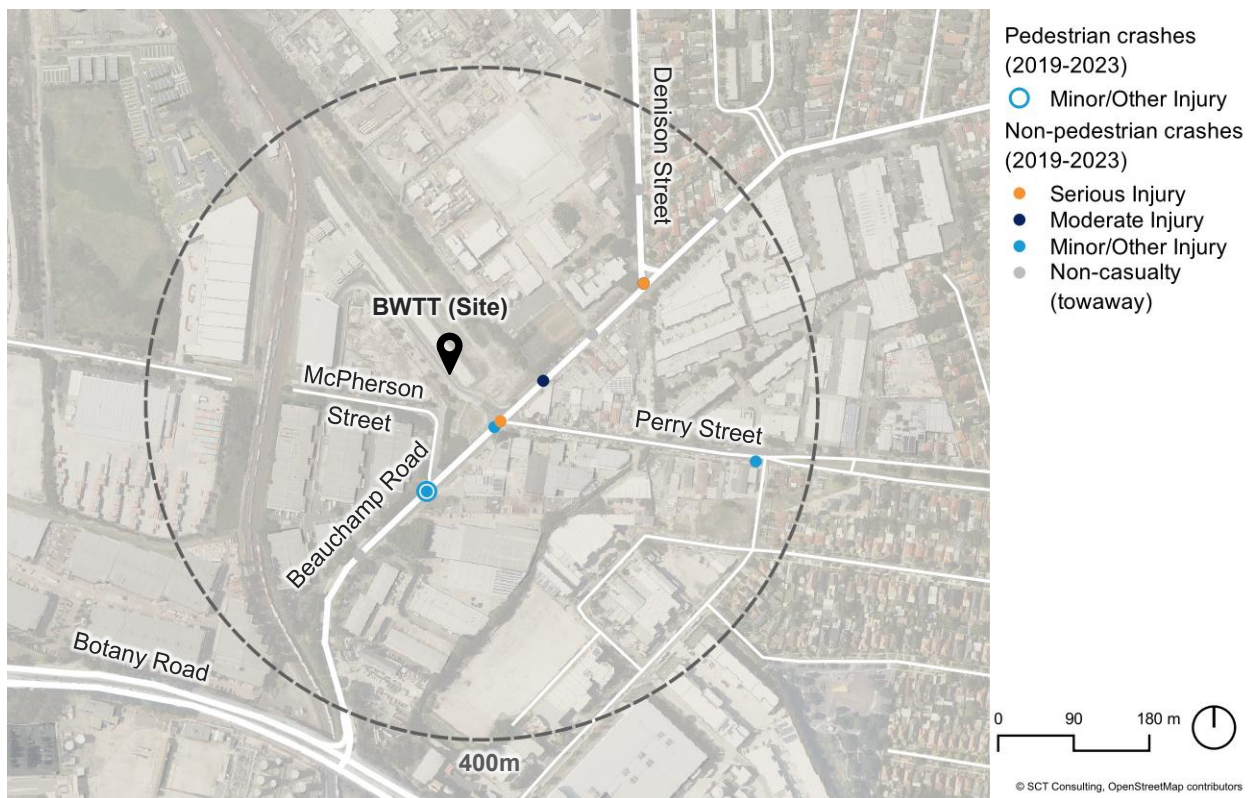 Denison Street
BWTT (Site)
McPherson
Street
Perry Street
Beauchamp Road
Botany Road
400m
Pedestrian crashes
(2019-2023)
Minor/Other Injury
Non-pedestrian crashes
(2019-2023)
Serious Injury
Moderate Injury
Minor/Other Injury
Non-casualty
(towaway)
0 90 180 m
© SCT Consulting, OpenStreetMap contributors